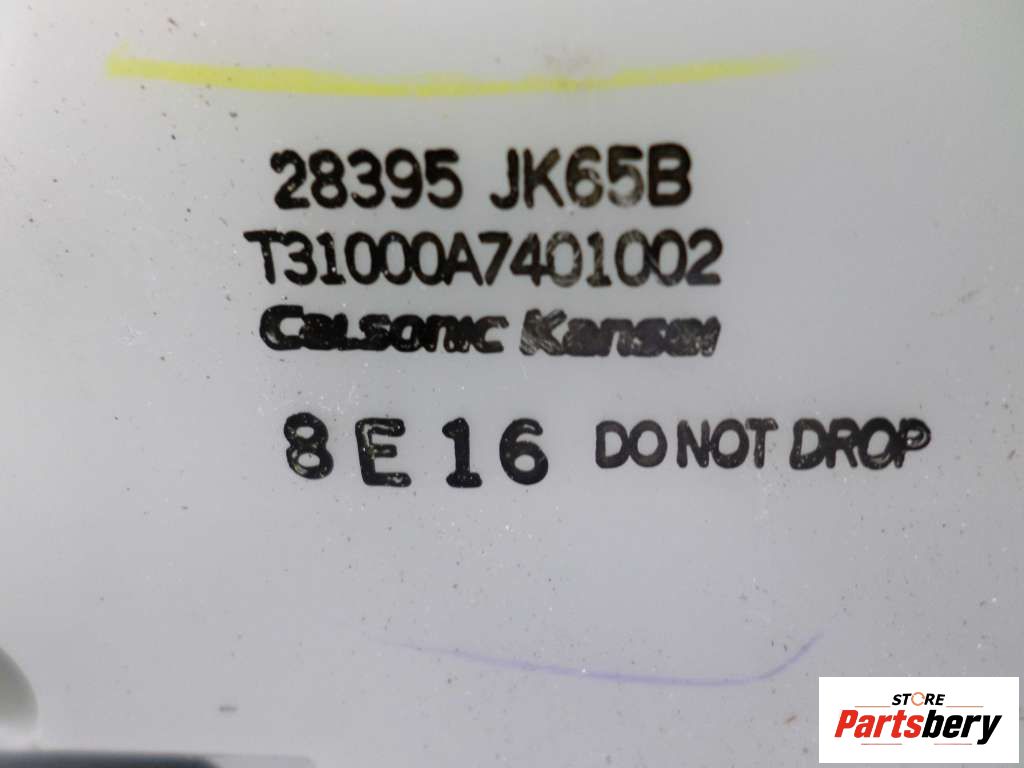 28395 JK65B
T31000A7401002
Calsonic Kansei
8 E 16 DO NOT DROP
STORE
Partsbery